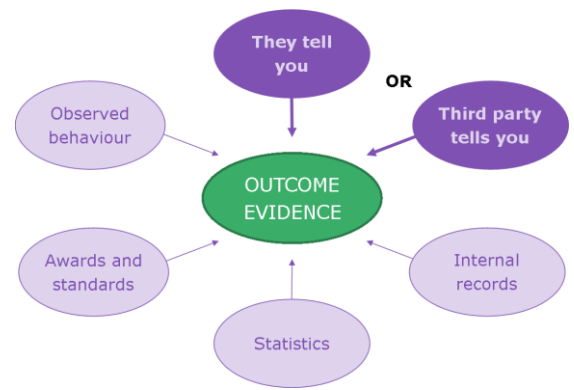 They tell
you
OR
Third party
tells you
Observed
behaviour
OUTCOME
EVIDENCE
Awards and
standards
Internal
records
Statistics